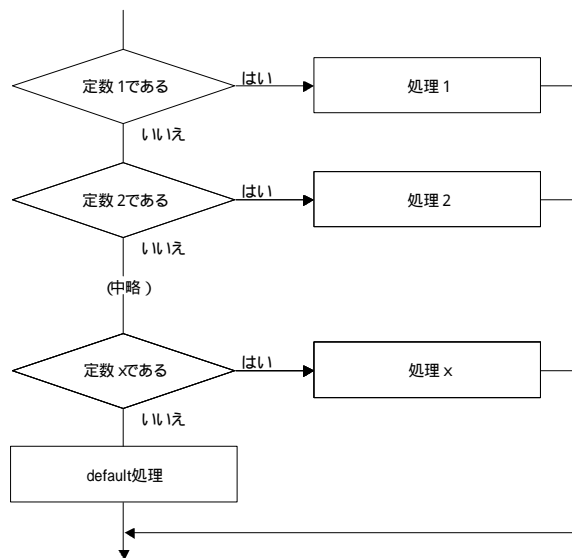 定数 1である
はい
処理 1
いいえ
定数 2である
はい
処理 2
いいえ
(中略 )
定数 xである
はい
処理 x
いいえ
default処理